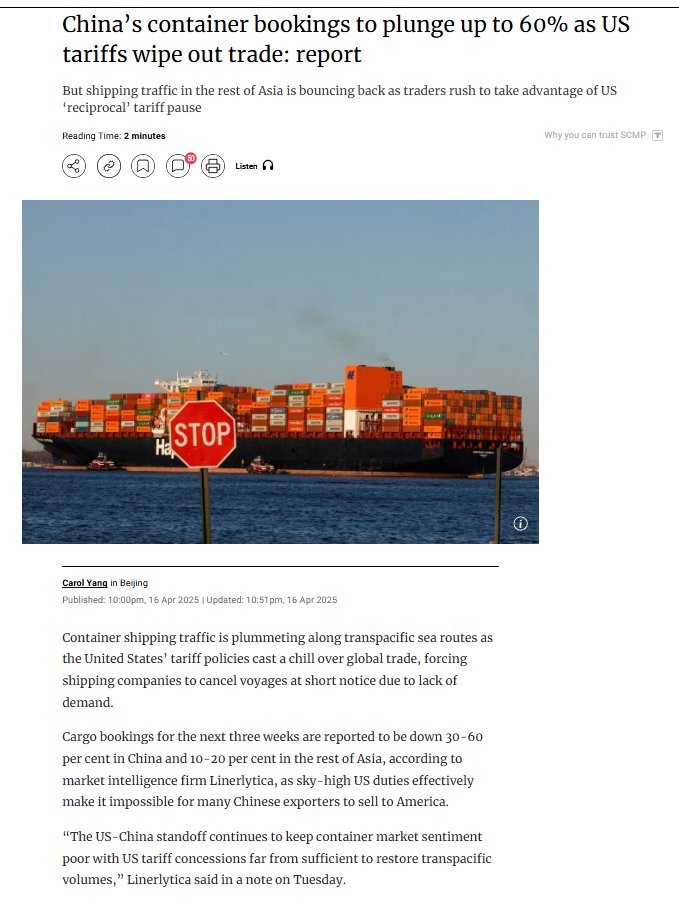 China’s container bookings to plunge up to 60% as US
tariffs wipe out trade: report
But shipping traffic in the rest of Asia is bouncing back as traders rush to take advantage of US
‘reciprocal’ tariff pause
Reading Time: 2 minutes
Why you can trust SCMP
50
Listen
STOP
Ha
Carol Yang in Beijing
Published: 10:00pm, 16 Apr 2025 | Updated: 10:51pm, 16 Apr 2025
Container shipping traffic is plummeting along transpacific sea routes as
the United States’ tariff policies cast a chill over global trade, forcing
shipping companies to cancel voyages at short notice due to lack of
demand.
Cargo bookings for the next three weeks are reported to be down 30-60
per cent in China and 10-20 per cent in the rest of Asia, according to
market intelligence firm Linerlytica, as sky-high US duties effectively
make it impossible for many Chinese exporters to sell to America.
“The US-China standoff continues to keep container market sentiment
poor with US tariff concessions far from sufficient to restore transpacific
volumes,” Linerlytica said in a note on Tuesday.